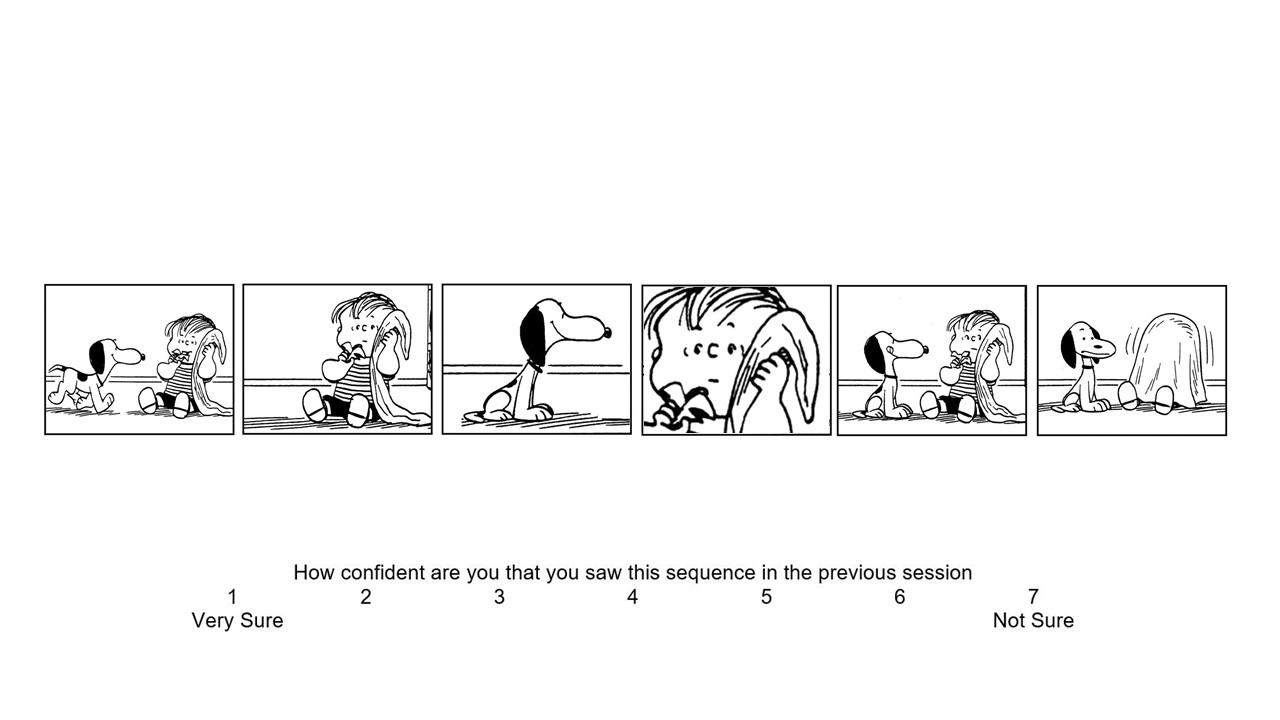 How confident are you that you saw this sequence in the previous session
1 2 3 4 5 6 7
Very Sure Not Sure